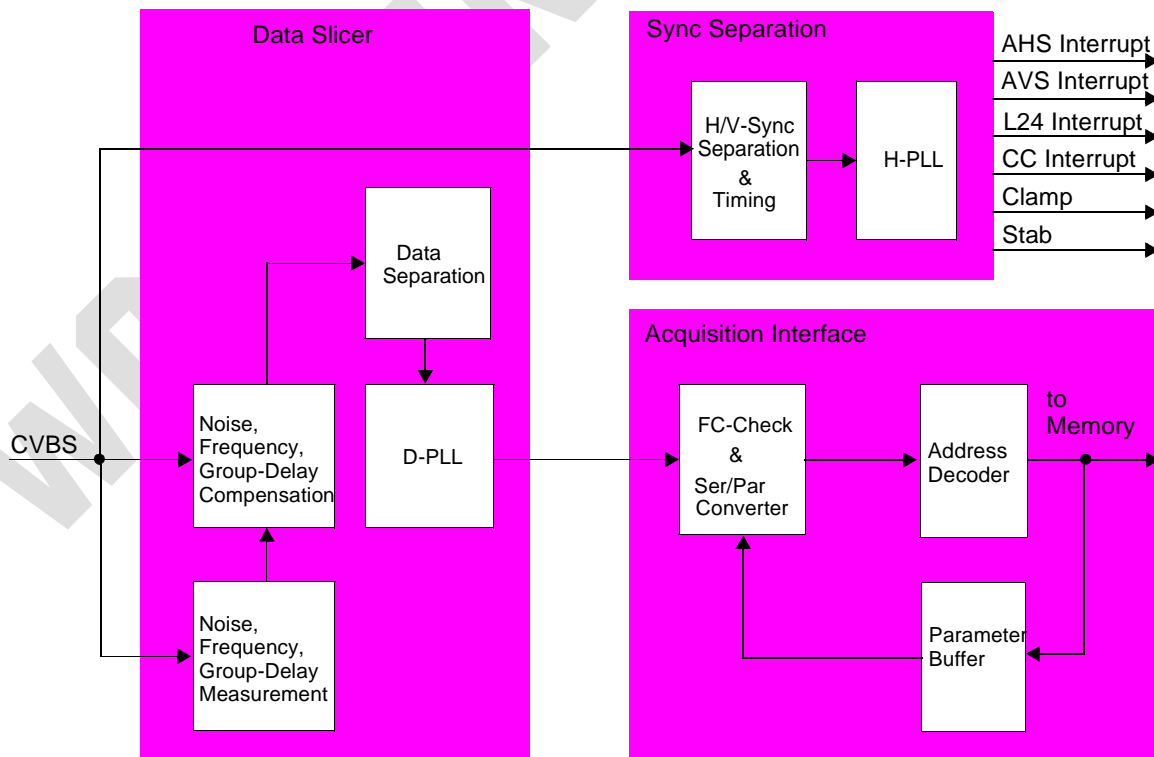 Data Slicer
Sync Separation
AHS Interrupt
AVS Interrupt
L24 Interrupt
CC Interrupt
Clamp
Stab
H/V-Sync
Separation
&
Timing
H-PLL
Data
Separation
Acquisition Interface
CVBS
Noise,
Frequency,
Group-Delay
Compensation
D-PLL
FC-Check
&
Ser/Par
Converter
Address
Decoder
to
Memory
Noise,
Frequency,
Group-Delay
Measurement
Parameter
Buffer